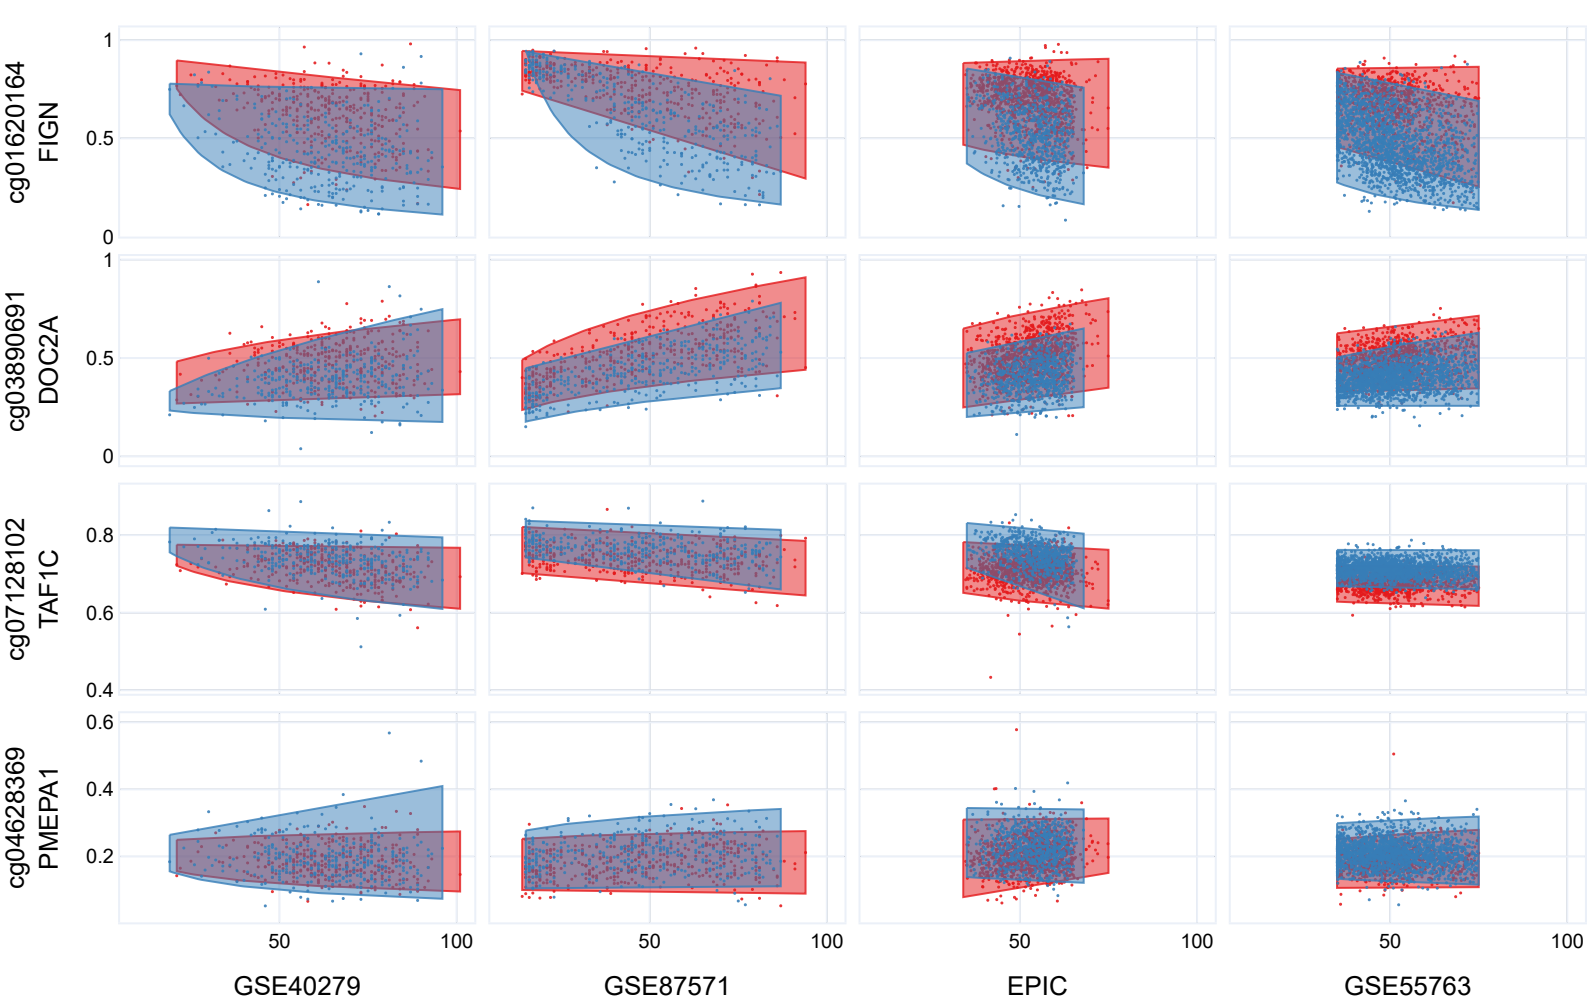 cg01620164
FIGN
1
0.5
0
cg03890691
DOC2A
1
0.5
0
cg07128102
TAF1C
0.8
0.6
0.4
cg04628369
PMEPA1
0.6
0.4
0.2
50 100 50 100 50 100 50 100
GSE40279 GSE87571 EPIC GSE55763